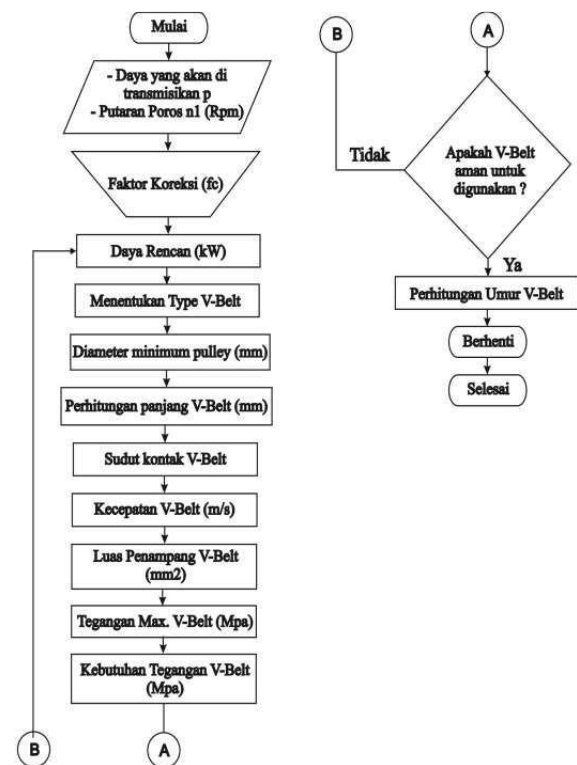 Mulai
- Daya yang akan di
transmisikan p
- Putaran Poros n1 (Rpm)
Faktor Koreksi (fc)
Daya Rencan (kW)
Menentukan Type V-Belt
Diameter minimum pulley (mm)
Perhitungan panjang V-Belt (mm)
Sudut kontak V-Belt
Kecepatan V-Belt (m/s)
Luas Penampang V-Belt
(mm2)
Tegangan Max. V-Belt (Mpa)
Kebutuhan Tegangan V-Belt
(Mpa)
B
A
B
A
Tidak
Apakah V-Belt
aman untuk
digunakan ?
Ya
Perhitungan Umur V-Belt
Berhenti
Selesai